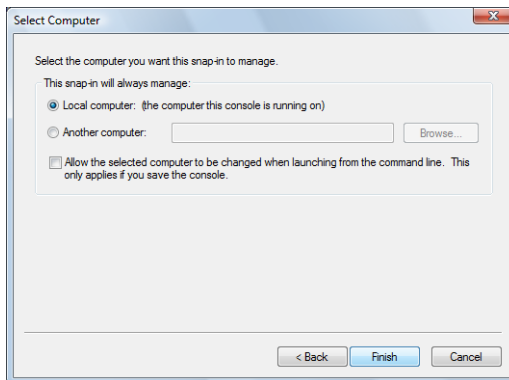 Select Computer
Select the computer you want this snap-in to manage.
This snap-in will always manage:
Local computer: (the computer this console is running on)
Another computer:
Browse...
Allow the selected computer to be changed when launching from the command line. This
only applies if you save the console.
< Back
Finish
Cancel